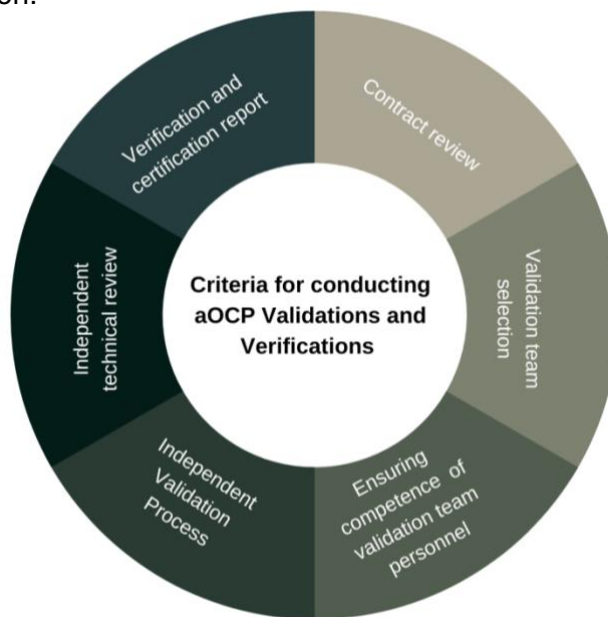 on.
Contract review
Validation team
selection
Ensuring
competence of
validation team
personnel
Independent
Validation
Process
Independent
technical review
Verification and
certification report
Criteria for conducting
aOCP Validations and
Verifications